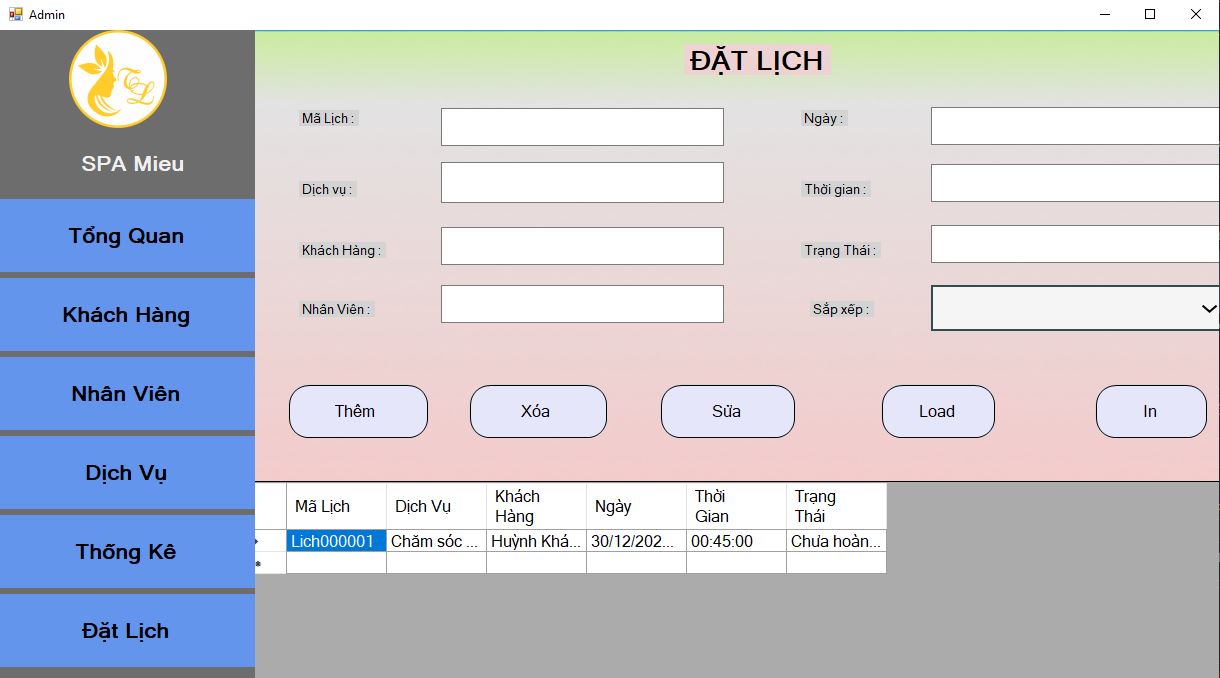 Admin
TL
SPA Mieu
Tổng Quan
Khách Hàng
Nhân Viên
Dịch Vụ
Thống Kê
Đặt Lịch
ĐẶT LỊCH
Mã Lịch :
Ngày :
Dịch vụ :
Thời gian :
Khách Hàng :
Trạng Thái :
Nhân Viên :
Sắp xếp :
Thêm
Xóa
Sửa
Load
In
Mã Lịch
Dịch Vụ
Khách
Hàng
Ngày
Thời
Gian
Trạng
Thái
Lich000001
Chăm sóc ...
Huỳnh Khá...
30/12/202...
00:45:00
Chưa hoàn...